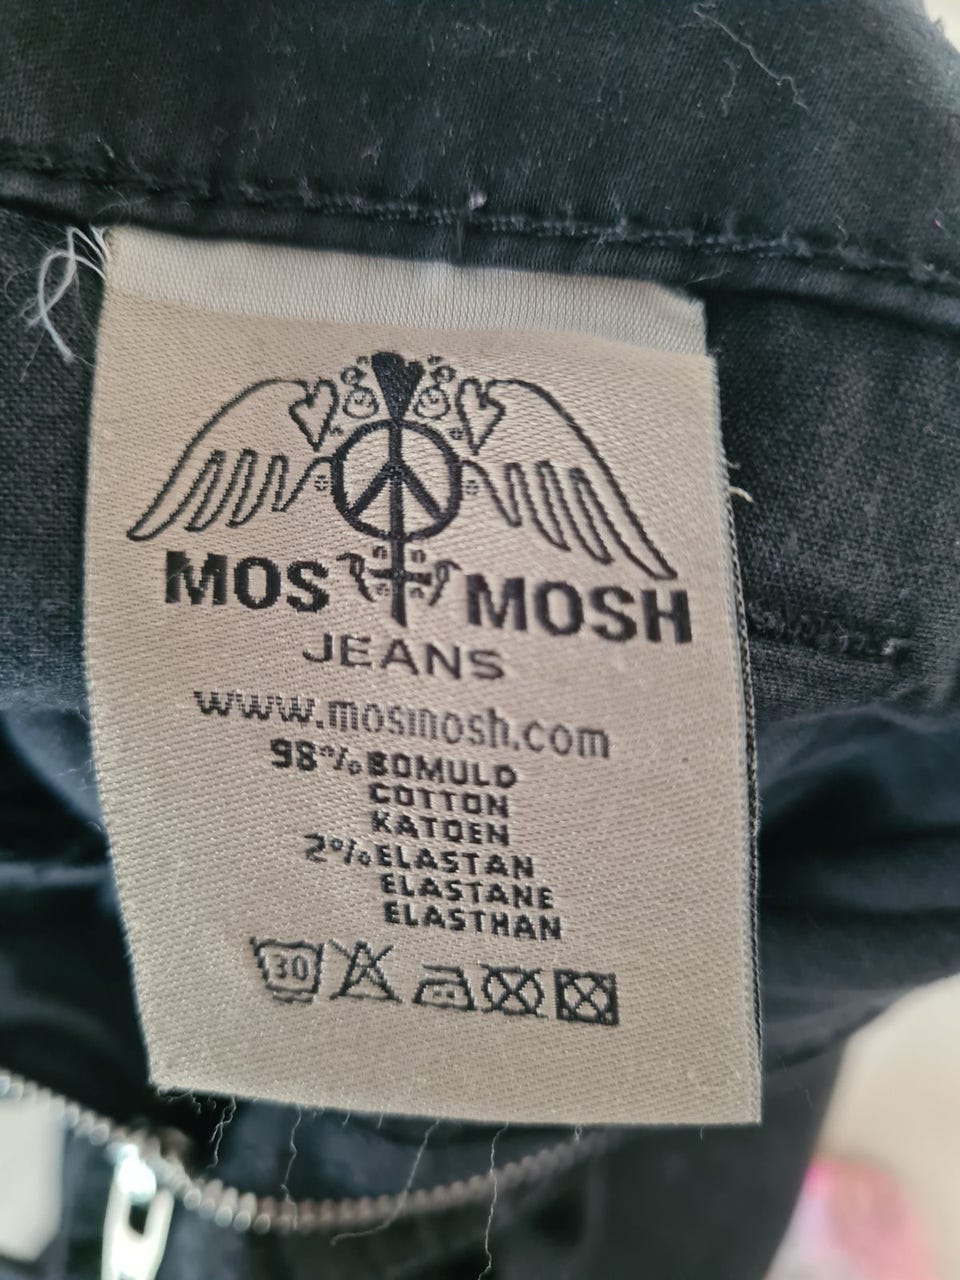 MOS MOSH
JEANS
www.mosmosh.com
98% BOMULD
COTTON
KATOEN
2% ELASTAN
ELASTANE
ELASTHAN
30